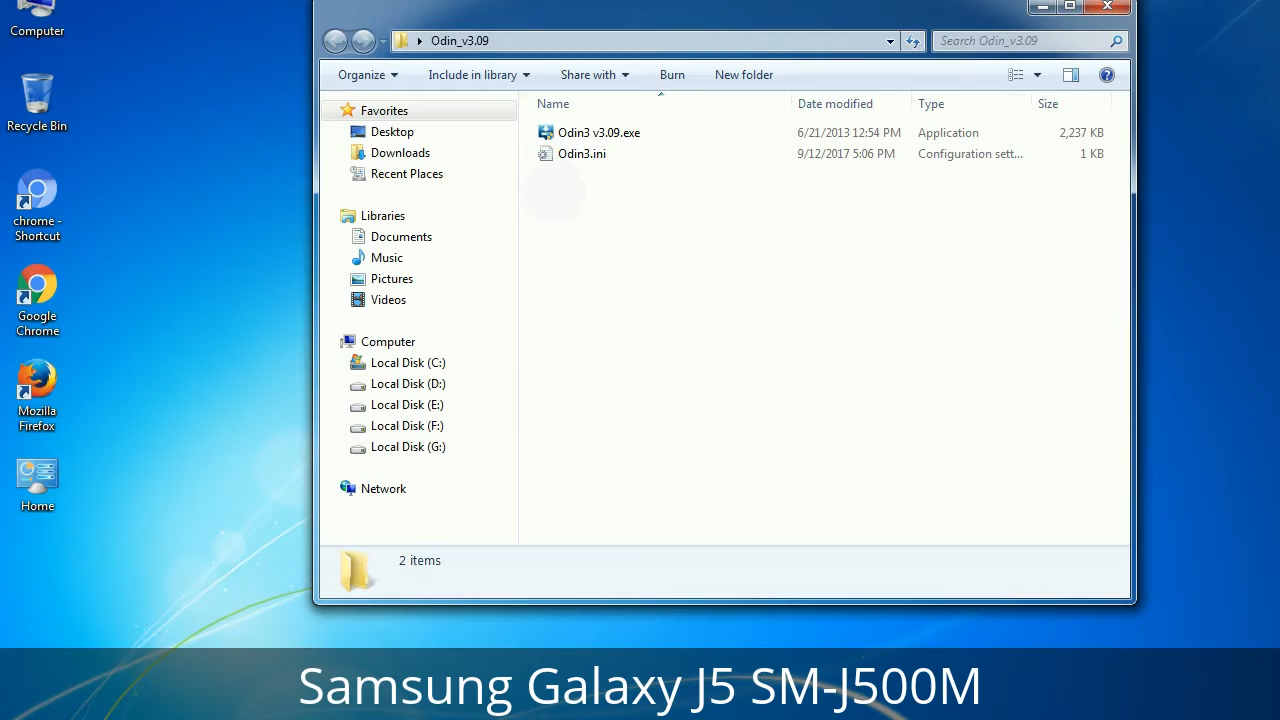 Computer
Recycle Bin
chrome -
Shortcut
Google
Chrome
Mozilla
Firefox
Home
Odin_v3.09
Search Odin_v3.09
Organize
Include in library
Share with
Burn
New folder
Favorites
Desktop
Downloads
Recent Places
Libraries
Documents
Music
Pictures
Videos
Computer
Local Disk (C:)
Local Disk (D:)
Local Disk (E:)
Local Disk (F:)
Local Disk (G:)
Network
Name Date modified Type Size
Odin3 v3.09.exe 6/21/2013 12:54 PM Application 2,237 KB
Odin3.ini 9/12/2017 5:06 PM Configuration sett... 1 KB
2 items
Samsung Galaxy J5 SM-J500M